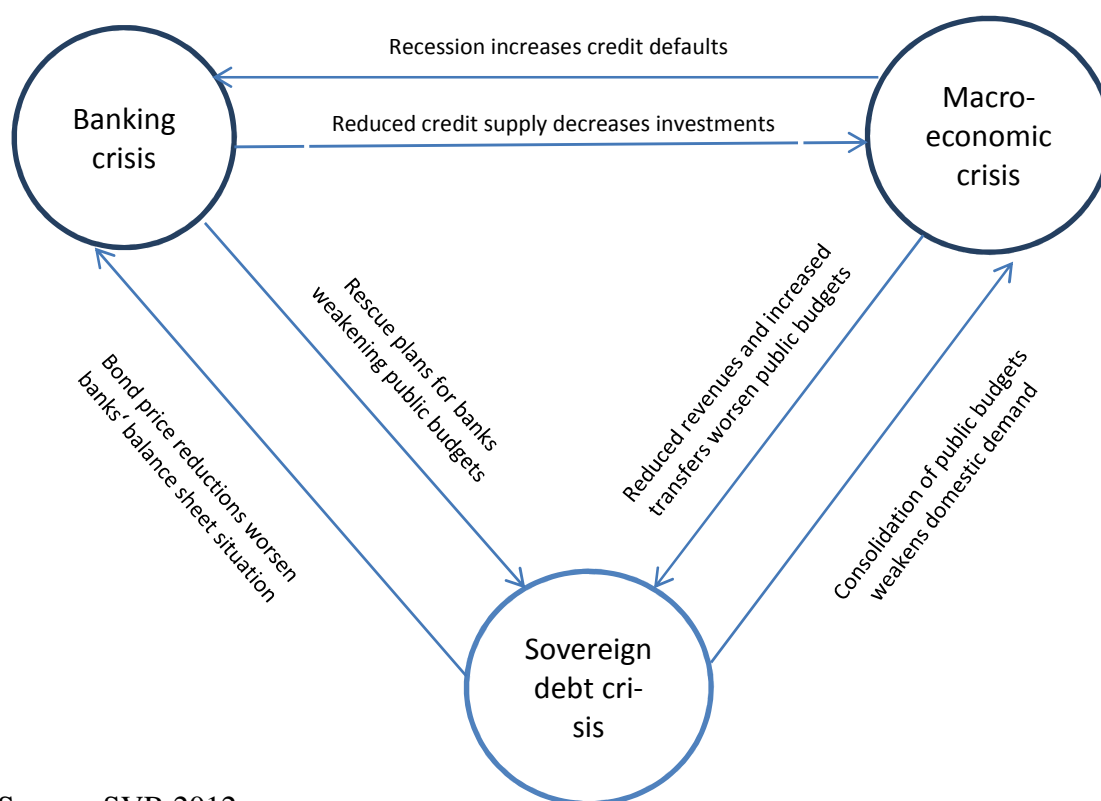 Recession increases credit defaults
Banking
crisis
Reduced credit supply decreases investments
Macro-
economic
crisis
Rescue plans for banks
weakening public budgets
Bond price reductions worsen
banks‘ balance sheet situation
Reduced revenues and increased
transfers worsen public budgets
Consolidation of public budgets
weakens domestic demand
Sovereign
debt cri-
sis
SVR 2012